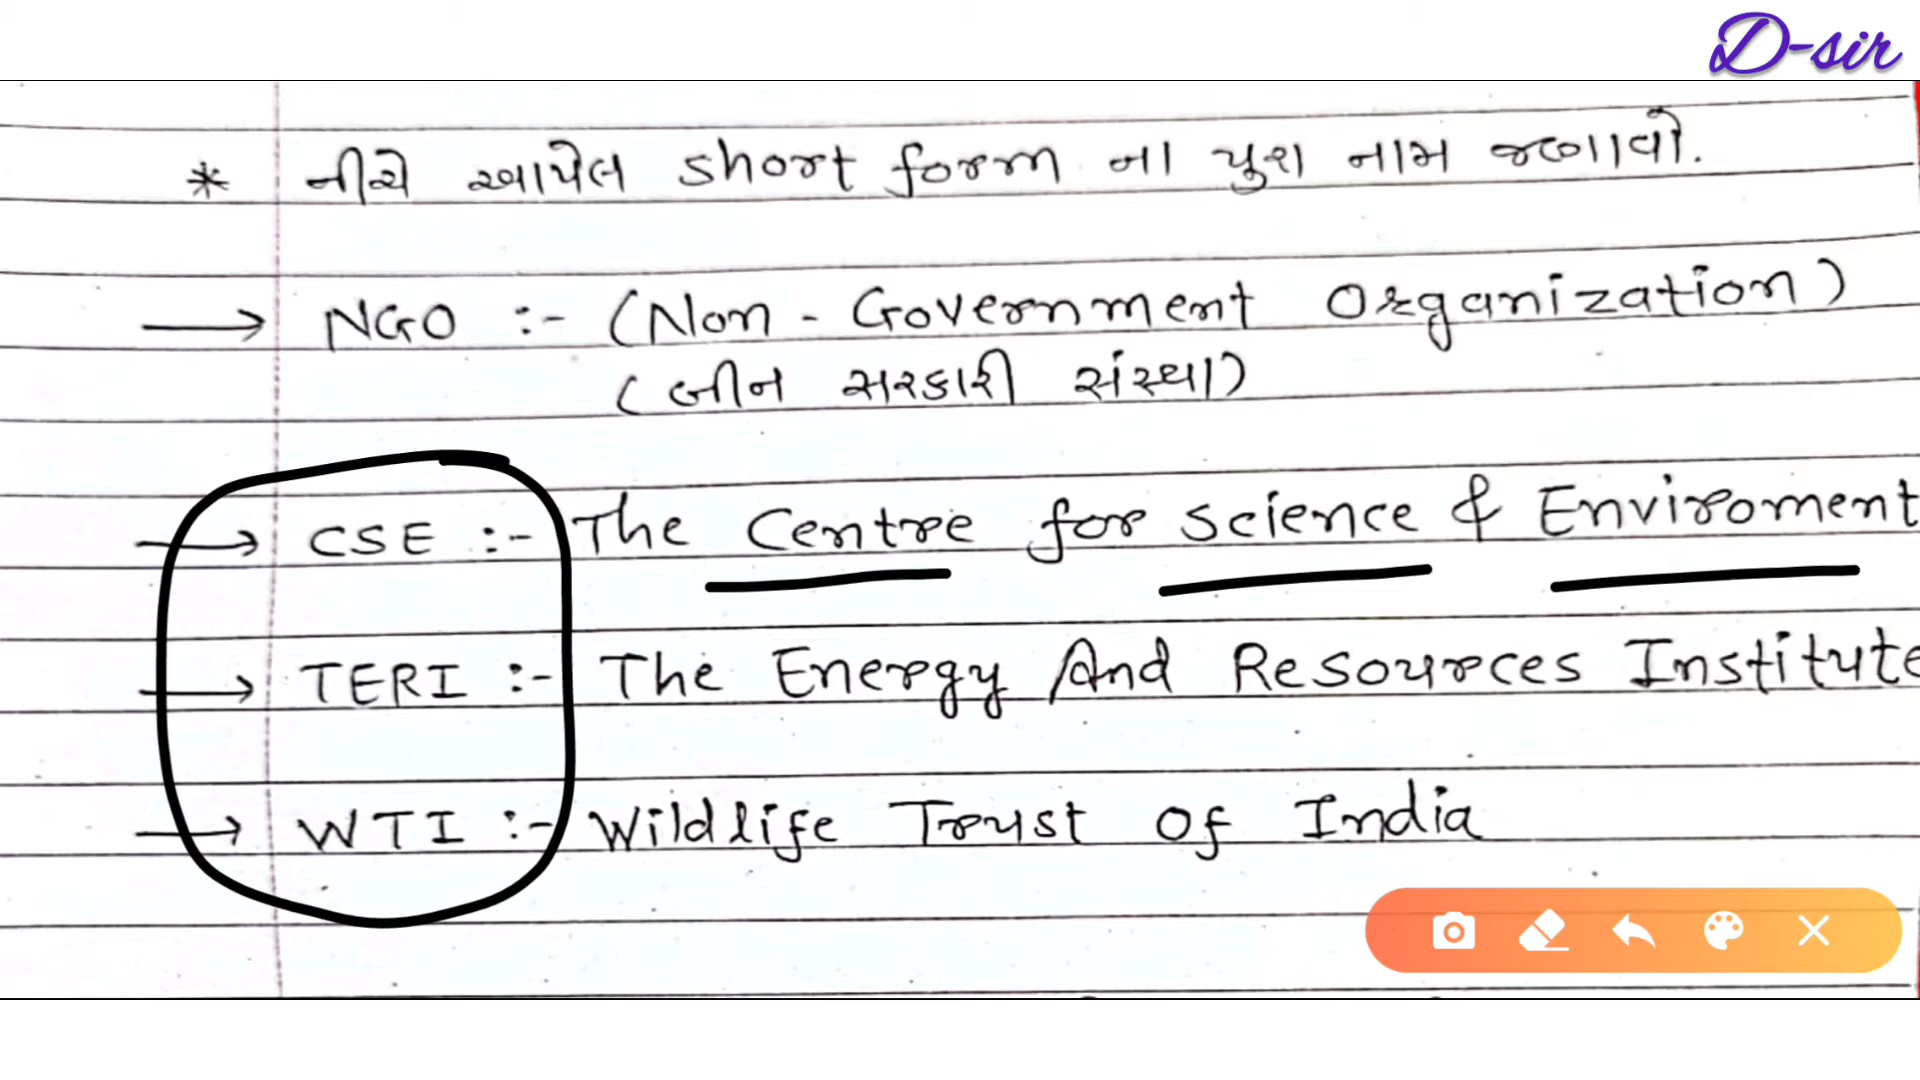 D-sir
* નીચે આપેલ short form ના પુરા નામ જણાવો.
→ NGO :- (Non - Government Organization)
(બીન સરકારી સંસ્થા)
→ CSE :- The Centre for Science & Enviroment
→ TERI :- The Energy And Resources Institute
→ WTI :- Wildlife Trust Of India